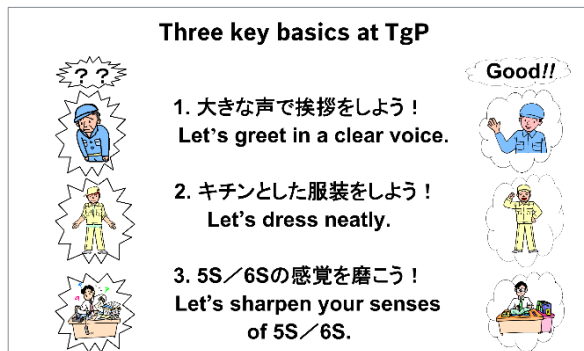 Three key basics at TgP
? ?
Good!!
1. 大きな声で挨拶をしよう！
Let's greet in a clear voice.
2. キチンとした服装をしよう！
Let's dress neatly.
3. 5S／6Sの感覚を磨こう！
Let's sharpen your senses
of 5S／6S.